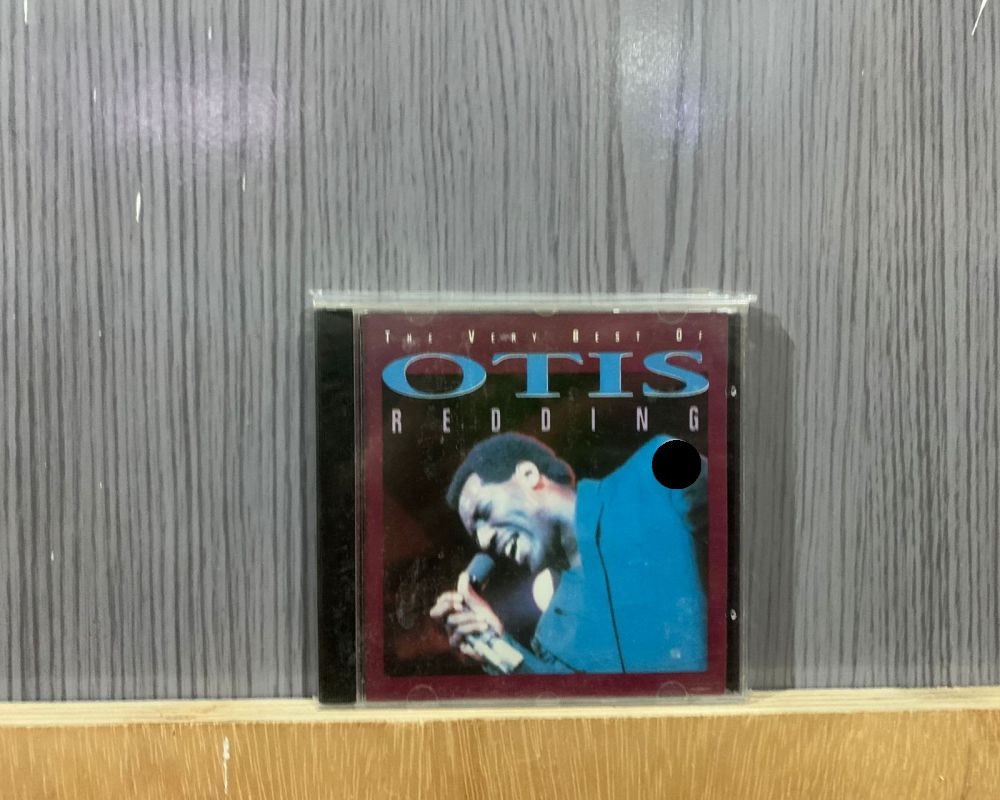 THE VERY BEST OF
OTIS
REDDING